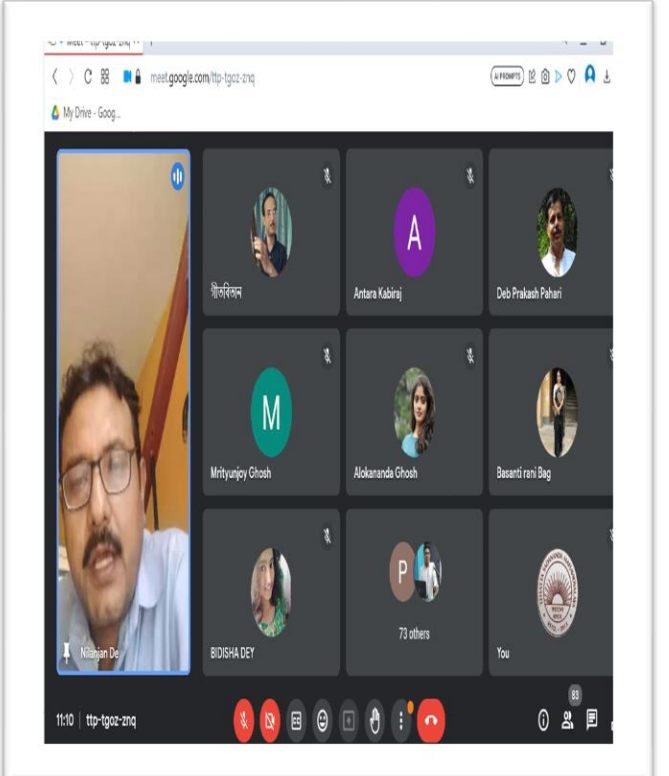 meet.google.com/ttp-tgoz-znq
AI PROMPTS
My Drive - Goog...
গীতবিতান
A
Antara Kabiraj
Deb Prakash Pahari
M
Mrityunjoy Ghosh
Alokananda Ghosh
Basanti rani Bag
Nilanjan De
BIDISHA DEY
P
73 others
You
83
11:10 | ttp-tgoz-znq